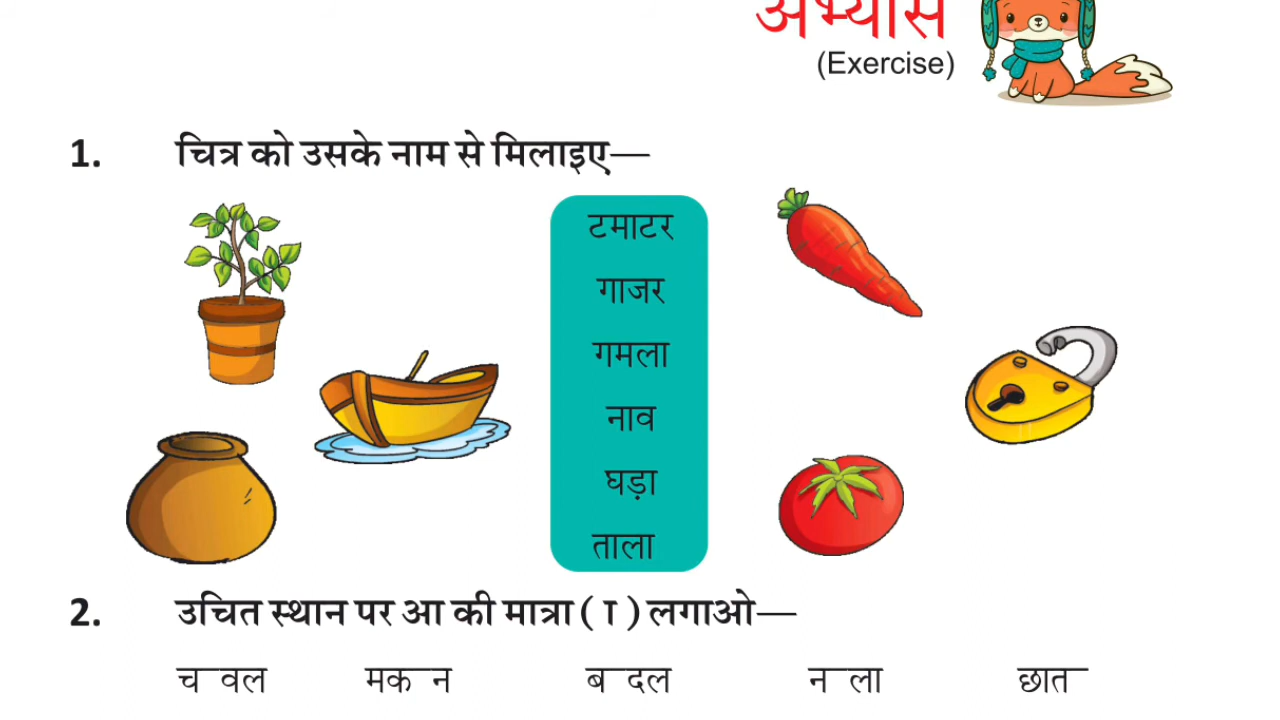 अभ्यास
(Exercise)
1. चित्र को उसके नाम से मिलाइए—
टमाटर
गाजर
गमला
नाव
घड़ा
ताला
2. उचित स्थान पर आ की मात्रा ( ा ) लगाओ—
च वल मक न ब दल न ला छात